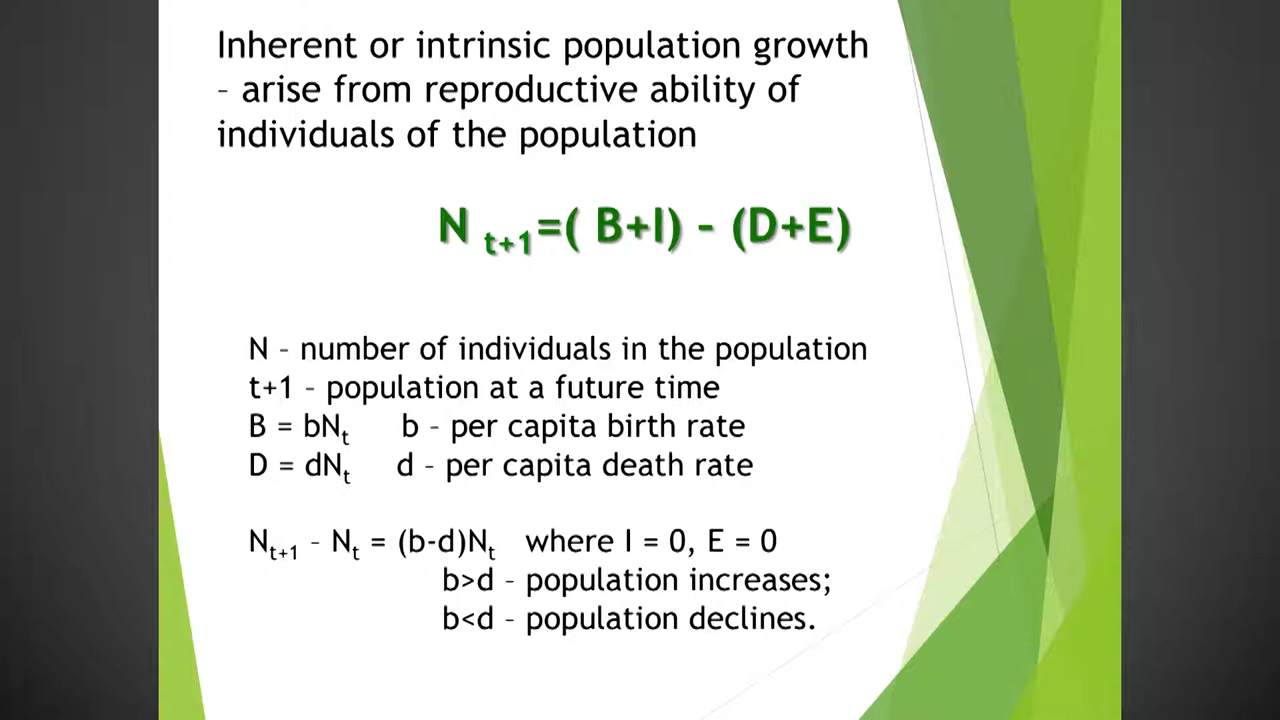 Inherent or intrinsic population growth
– arise from reproductive ability of
individuals of the population
N t+1=( B+I) – (D+E)
N – number of individuals in the population
t+1 – population at a future time
B = bNt b – per capita birth rate
D = dNt d – per capita death rate
Nt+1 – Nt = (b-d)Nt where I = 0, E = 0
b>d – population increases;
b<d – population declines.